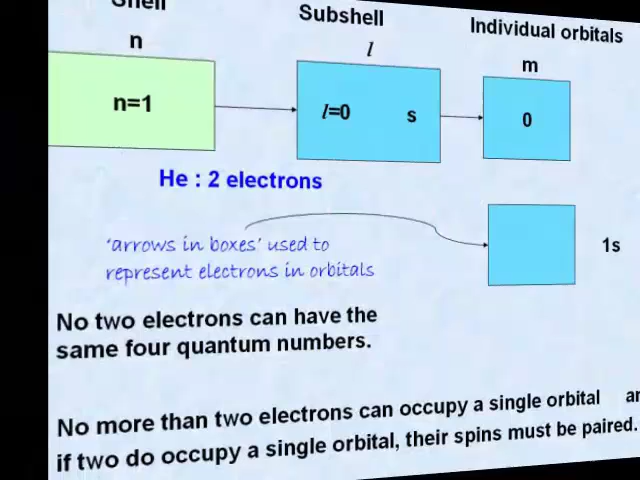 Shell
Subshell
Individual orbitals
n
l
m
n=1
l=0 s
0
He : 2 electrons
'arrows in boxes' used to
represent electrons in orbitals
1s
No two electrons can have the
same four quantum numbers.
No more than two electrons can occupy a single orbital
if two do occupy a single orbital, their spins must be paired.